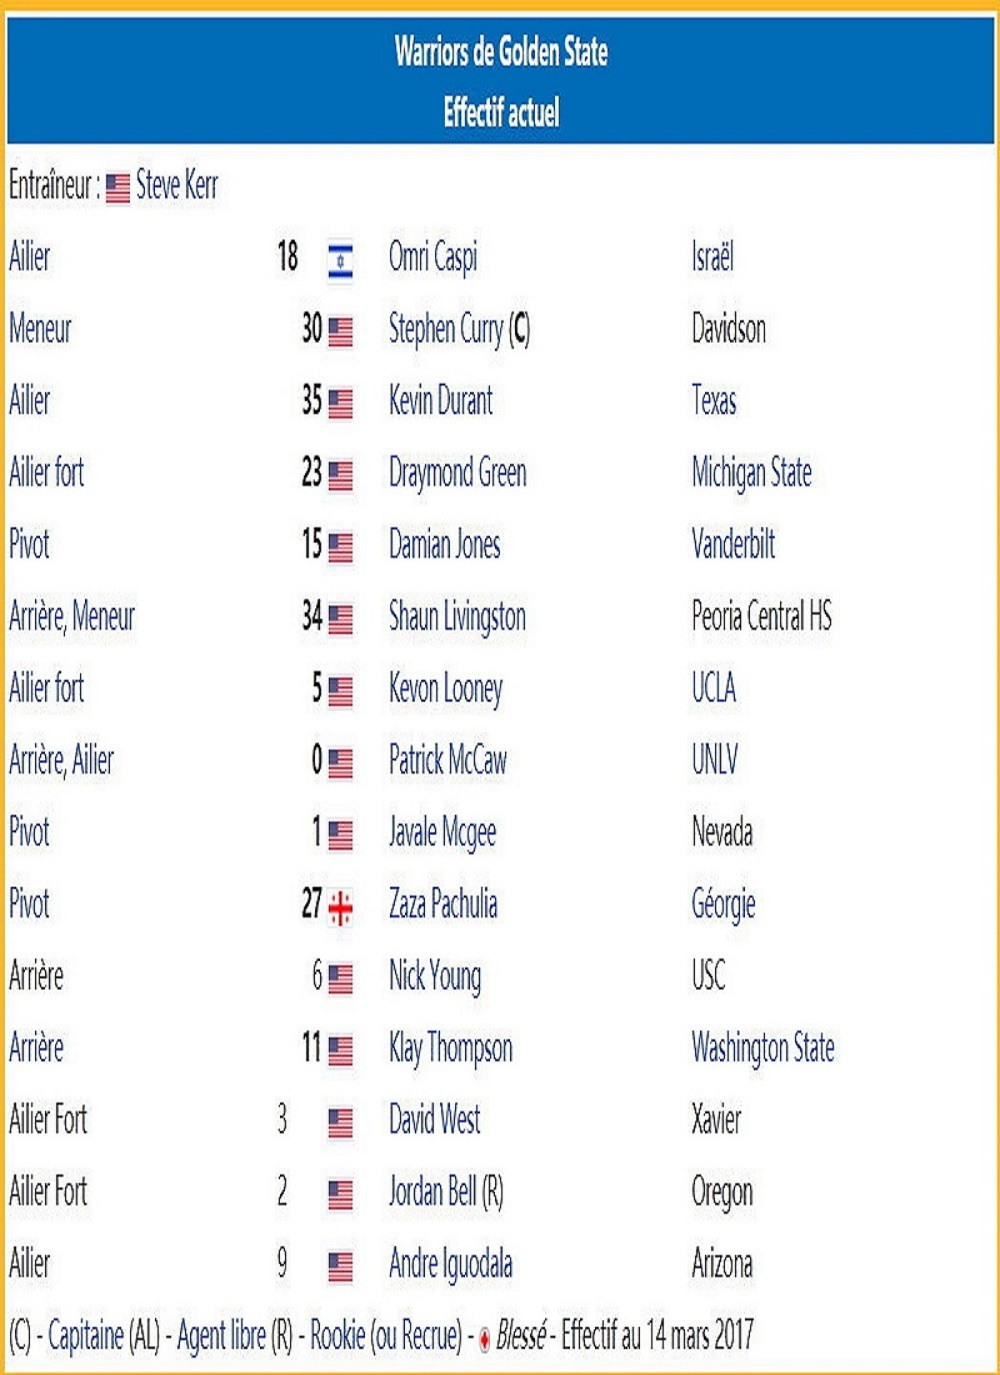 Warriors de Golden State
Effectif actuel
Entraîneur : Steve Kerr
Ailier 18 Omri Caspi Israël
Meneur 30 Stephen Curry (C) Davidson
Ailier 35 Kevin Durant Texas
Ailier fort 23 Draymond Green Michigan State
Pivot 15 Damian Jones Vanderbilt
Arrière, Meneur 34 Shaun Livingston Peoria Central HS
Ailier fort 5 Kevon Looney UCLA
Arrière, Ailier 0 Patrick McCaw UNLV
Pivot 1 Javale Mcgee Nevada
Pivot 27 Zaza Pachulia Géorgie
Arrière 6 Nick Young USC
Arrière 11 Klay Thompson Washington State
Ailier Fort 3 David West Xavier
Ailier Fort 2 Jordan Bell (R) Oregon
Ailier 9 Andre Iguodala Arizona
(C) - Capitaine (AL) - Agent libre (R) - Rookie (ou Recrue) - Blessé - Effectif au 14 mars 2017